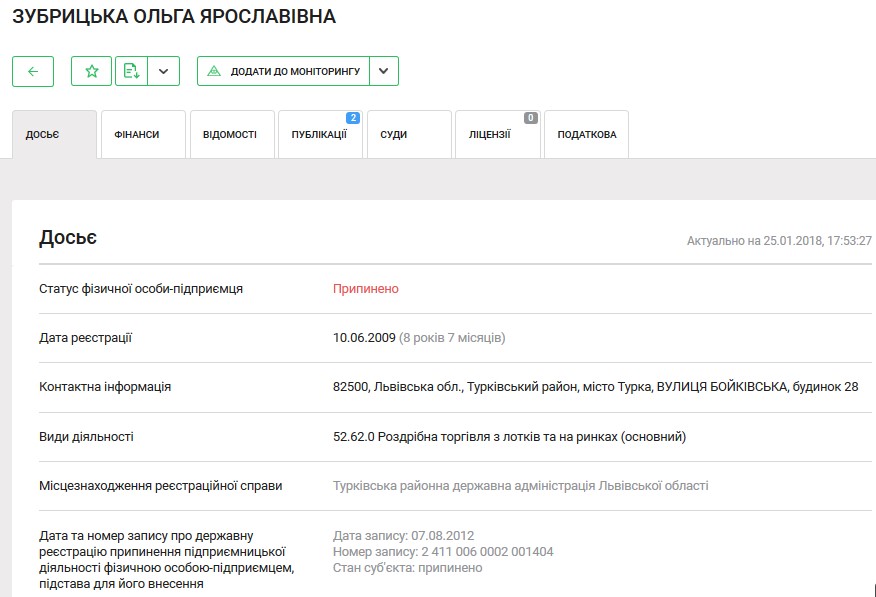 ЗУБРИЦЬКА ОЛЬГА ЯРОСЛАВІВНА
ДОДАТИ ДО МОНІТОРИНГУ
ДОСЬЄ
ФІНАНСИ
ВІДОМОСТІ
ПУБЛІКАЦІЇ 2
СУДИ
ЛІЦЕНЗІЇ 0
ПОДАТКОВА
Досьє
Актуально на 25.01.2018, 17:53:27
Статус фізичної особи-підприємця
Припинено
Дата реєстрації
10.06.2009 (8 років 7 місяців)
Контактна інформація
82500, Львівська обл., Турківський район, місто Турка, ВУЛИЦЯ БОЙКІВСЬКА, будинок 28
Види діяльності
52.62.0 Роздрібна торгівля з лотків та на ринках (основний)
Місцезнаходження реєстраційної справи
Турківська районна державна адміністрація Львівської області
Дата та номер запису про державну
реєстрацію припинення підприємницької
діяльності фізичною особою-підприємцем,
підстава для його внесення
Дата запису: 07.08.2012
Номер запису: 2 411 006 0002 001404
Стан суб'єкта: припинено